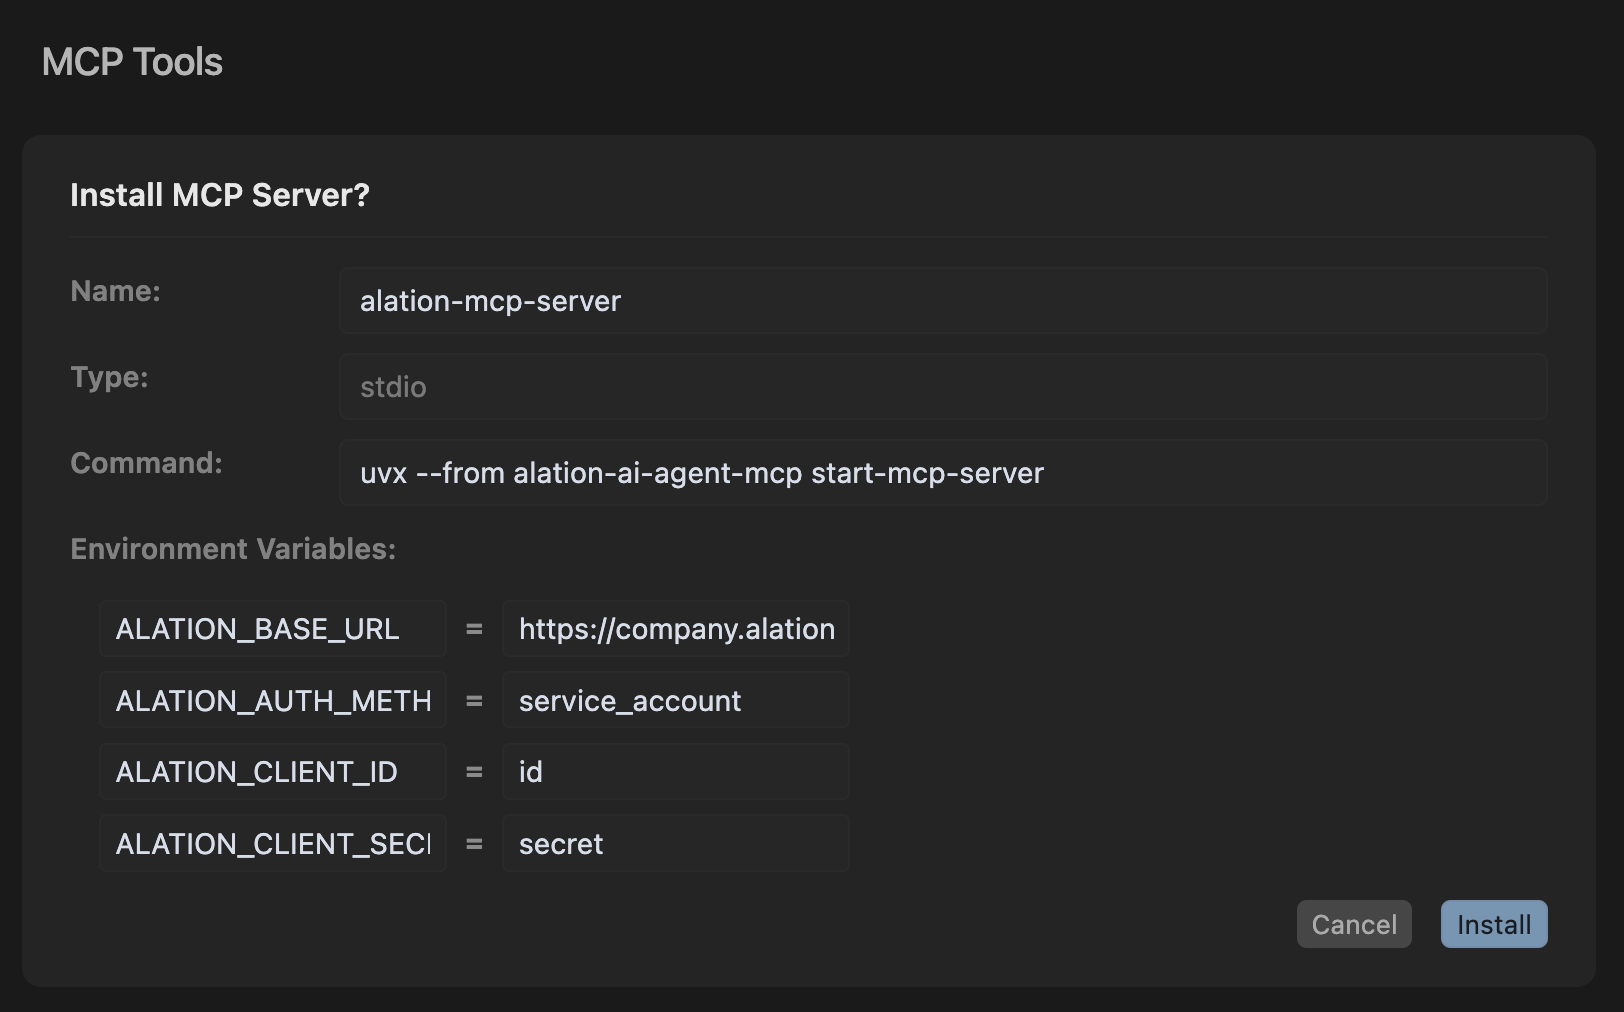 MCP Tools
Install MCP Server?
Name: alation-mcp-server
Type: stdio
Command: uvx --from alation-ai-agent-mcp start-mcp-server
Environment Variables:
ALATION_BASE_URL = https://company.alation
ALATION_AUTH_METH = service_account
ALATION_CLIENT_ID = id
ALATION_CLIENT_SEC = secret
Cancel Install